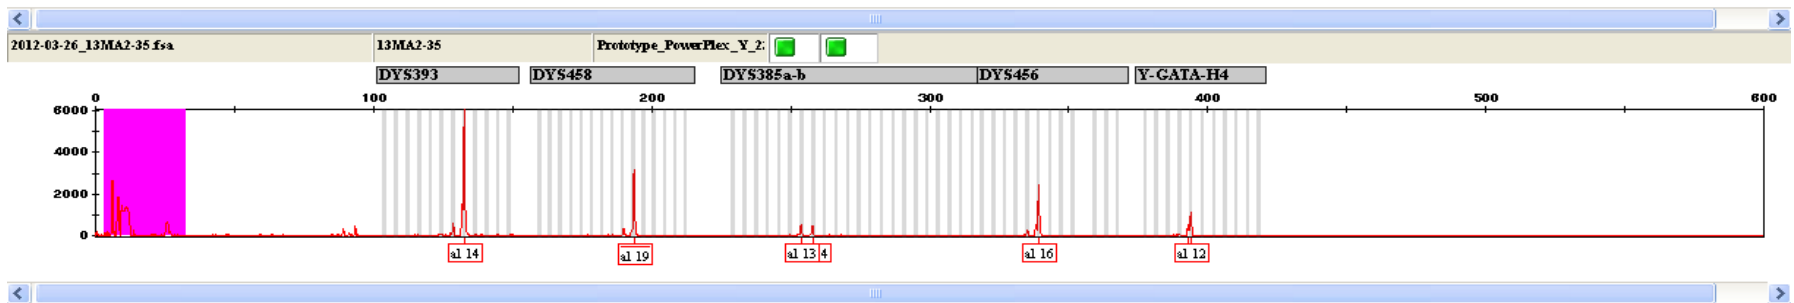 2012-03-26_13MA2-35.fsa 13MA2-35 Prototype_PowerPlex_Y_2
DYS393 DYS458 DYS385a-b DYS456 Y-GATA-H4
0 100 200 300 400 500 600
6000
4000
2000
0
al 14 al 19 al 13 4 al 16 al 12